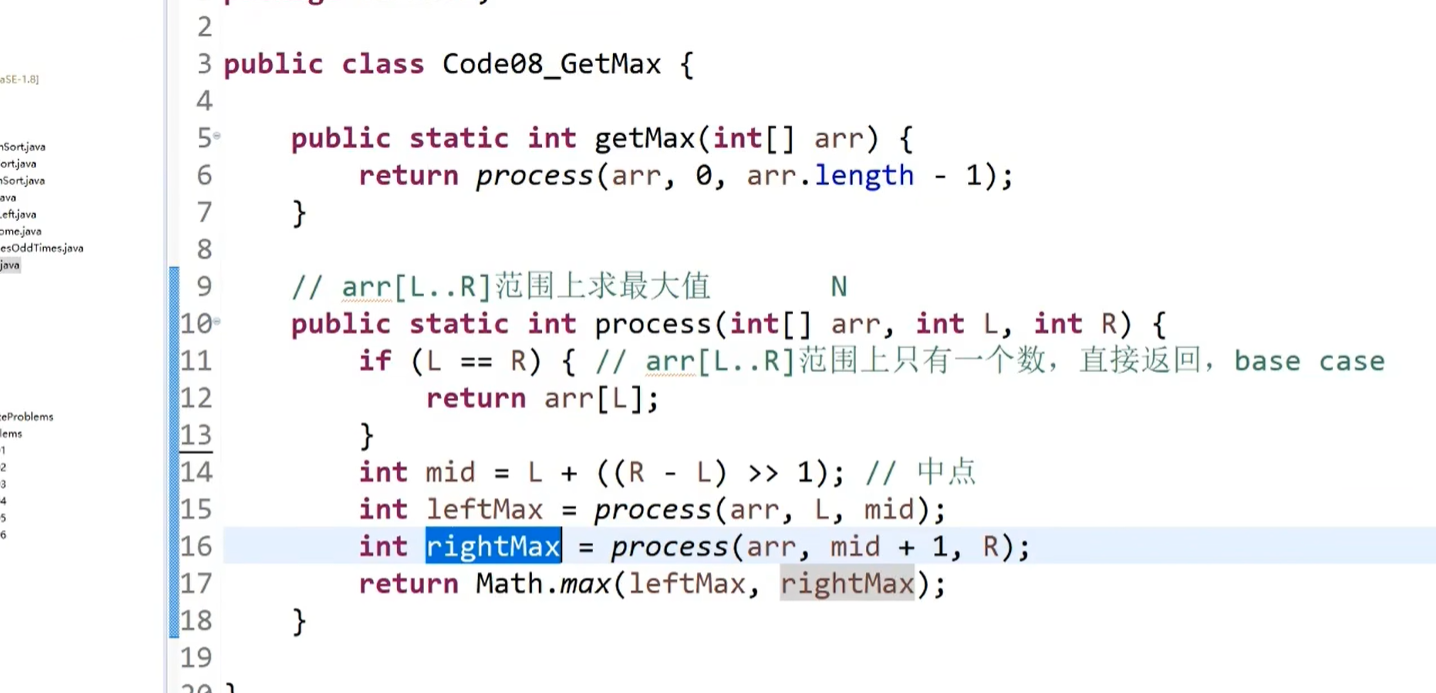 aSE-1.8]
nSort.java
ort.java
nSort.java
ava
Left.java
ome.java
esOddTimes.java
java
eProblems
lems
1
2
3
4
5
6
2
3 public class Code08_GetMax {
4
5 public static int getMax(int[] arr) {
6 return process(arr, 0, arr.length - 1);
7 }
8
9 // arr[L..R]范围上求最大值 N
10 public static int process(int[] arr, int L, int R) {
11 if (L == R) { // arr[L..R]范围上只有一个数，直接返回，base case
12 return arr[L];
13 }
14 int mid = L + ((R - L) >> 1); // 中点
15 int leftMax = process(arr, L, mid);
16 int rightMax = process(arr, mid + 1, R);
17 return Math.max(leftMax, rightMax);
18 }
19
20 }